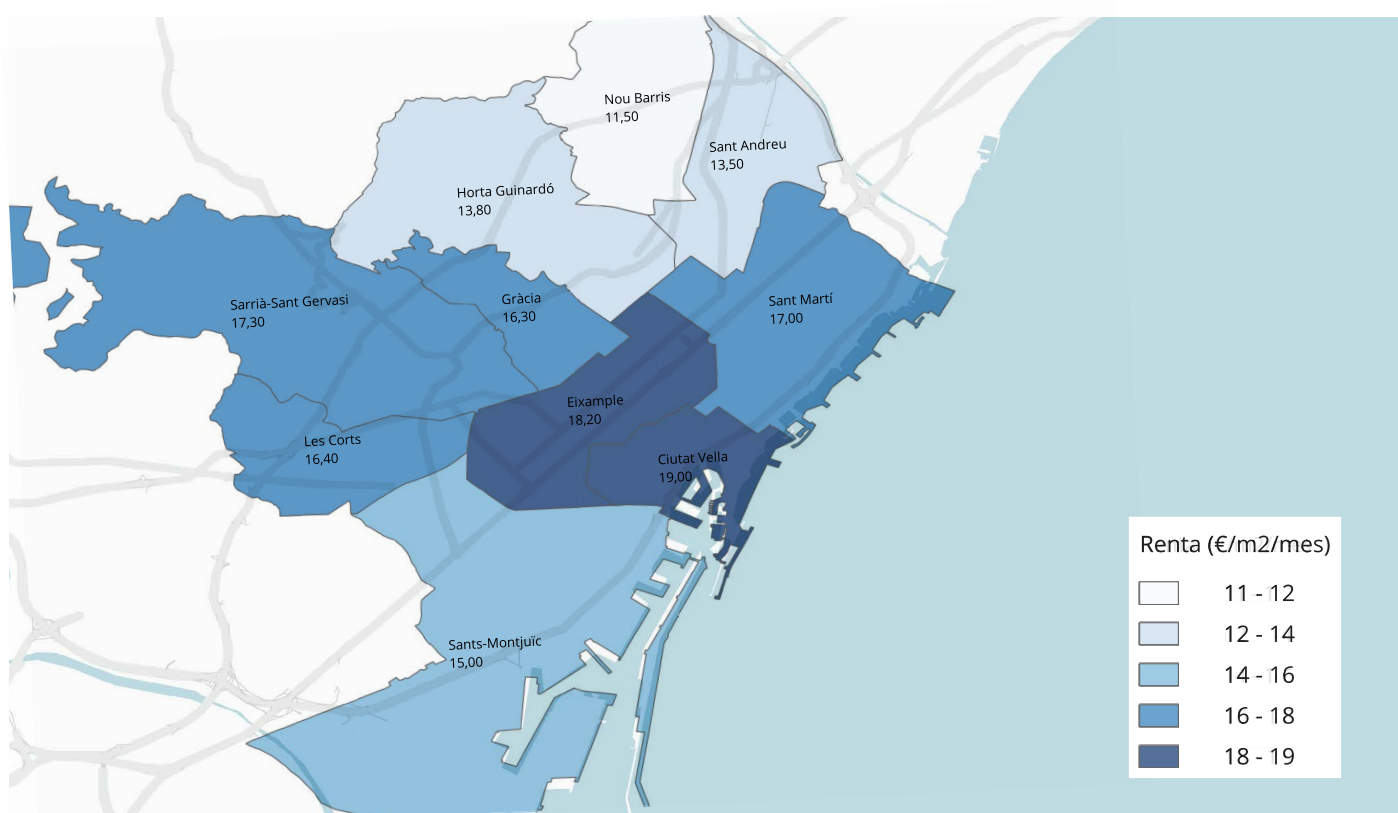 Nou Barris
11,50
Sant Andreu
13,50
Horta Guinardó
13,80
Sarrià-Sant Gervasi
17,30
Gràcia
16,30
Sant Martí
17,00
Eixample
18,20
Les Corts
16,40
Ciutat Vella
19,00
Sants-Montjuïc
15,00
Renta (€/m2/mes)
11 - 12
12 - 14
14 - 16
16 - 18
18 - 19